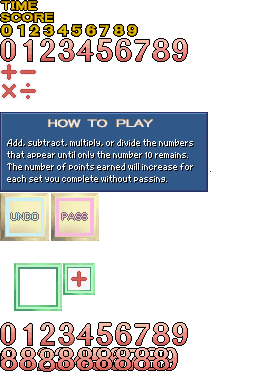 TIME
SCORE
0123456789
0123456789
+−
×÷
HOW TO PLAY
Add, subtract, multiply, or divide the numbers
that appear until only the number 10 remains.
The number of points earned will increase for
each set you complete without passing.
UNDO PASS
+
0123456789